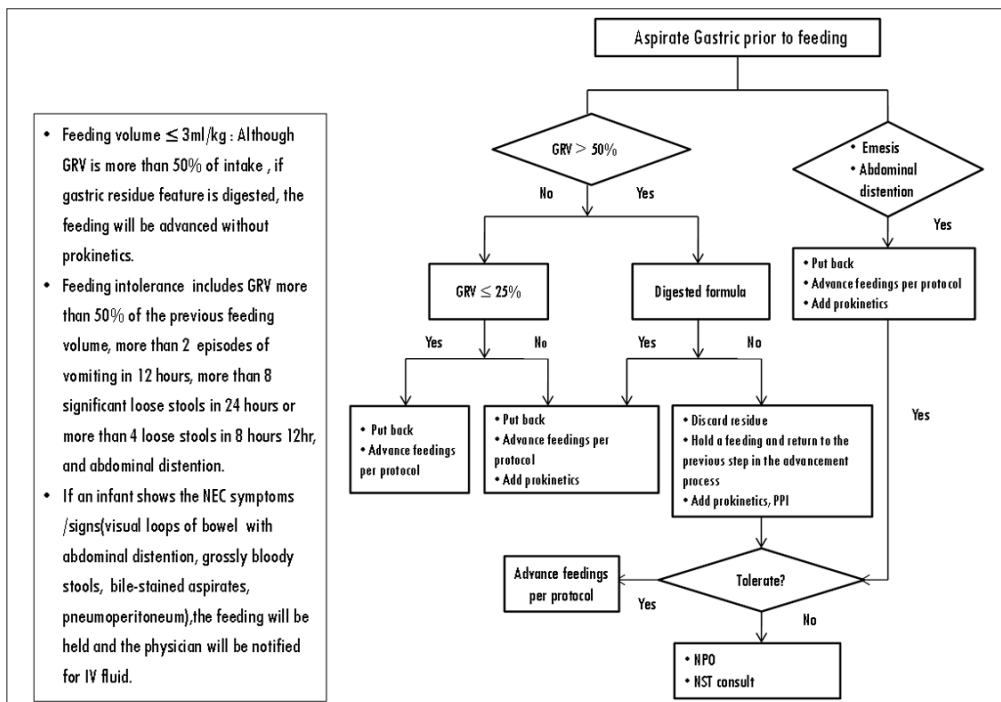 Aspirate Gastric prior to feeding
• Feeding volume ≤ 3ml/kg : Although
GRV is more than 50% of intake , if
gastric residue feature is digested, the
feeding will be advanced without
prokinetics.
• Feeding intolerance includes GRV more
than 50% of the previous feeding
volume, more than 2 episodes of
vomiting in 12 hours, more than 8
significant loose stools in 24 hours or
more than 4 loose stools in 8 hours 12hr,
and abdominal distention.
• If an infant shows the NEC symptoms
/signs(visual loops of bowel with
abdominal distention, grossly bloody
stools, bile-stained aspirates,
pneumoperitoneum),the feeding will be
held and the physician will be notified
for IV fluid.
GRV > 50%
• Emesis
• Abdominal
distention
No
Yes
Yes
GRV ≤ 25%
Digested formula
• Put back
• Advance feedings per protocol
• Add prokinetics
Yes
No
Yes
No
Yes
• Put back
• Advance feedings
per protocol
• Put back
• Advance feedings per
protocol
• Add prokinetics
• Discard residue
• Hold a feeding and return to the
previous step in the advancement
process
• Add prokinetics, PPI
Advance feedings
per protocol
Tolerate?
Yes
No
• NPO
• NST consult